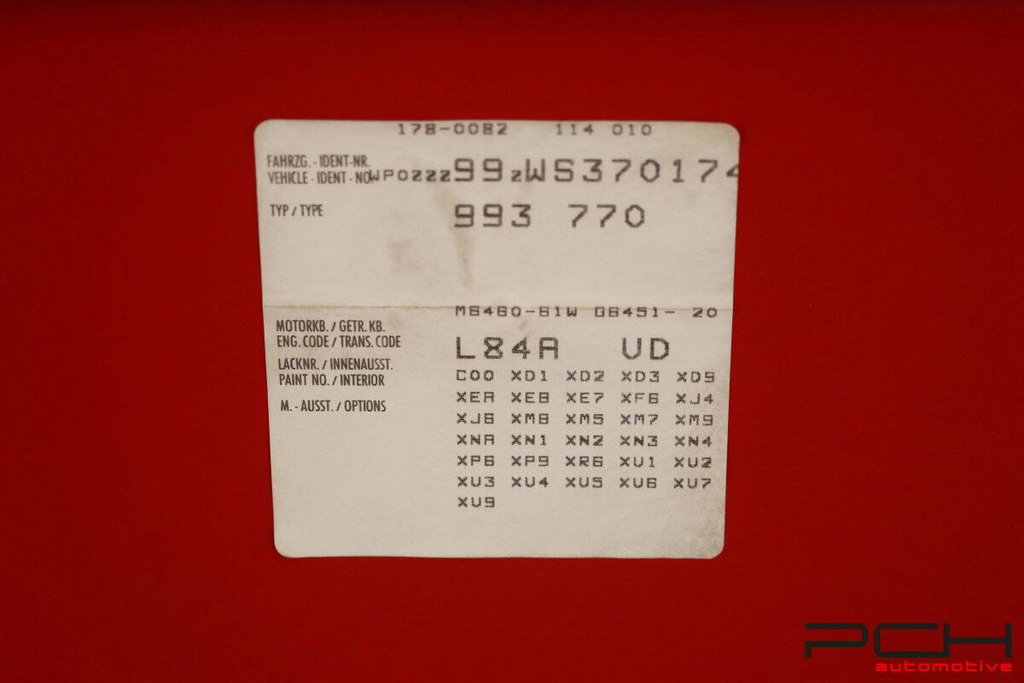 178-0082 114 010
FAHRZG. - IDENT-NR.
VEHICLE - IDENT - NO WP0ZZZ99ZWS370174
TYP / TYPE 993 770
M6460-61W G6451- 20
MOTORKB. / GETR. KB.
ENG. CODE / TRANS. CODE L84A UD
LACKNR. / INNENAUSST.
PAINT NO. / INTERIOR C00 XD1 XD2 XD3 XD9
XEA XEB XE7 XF6 XJ4
M. - AUSST. / OPTIONS XJ6 XM8 XM5 XM7 XM9
XNA XN1 XN2 XN3 XN4
XP6 XP9 XR6 XU1 XU2
XU3 XU4 XU5 XU6 XU7
XU9
PCH
automotive